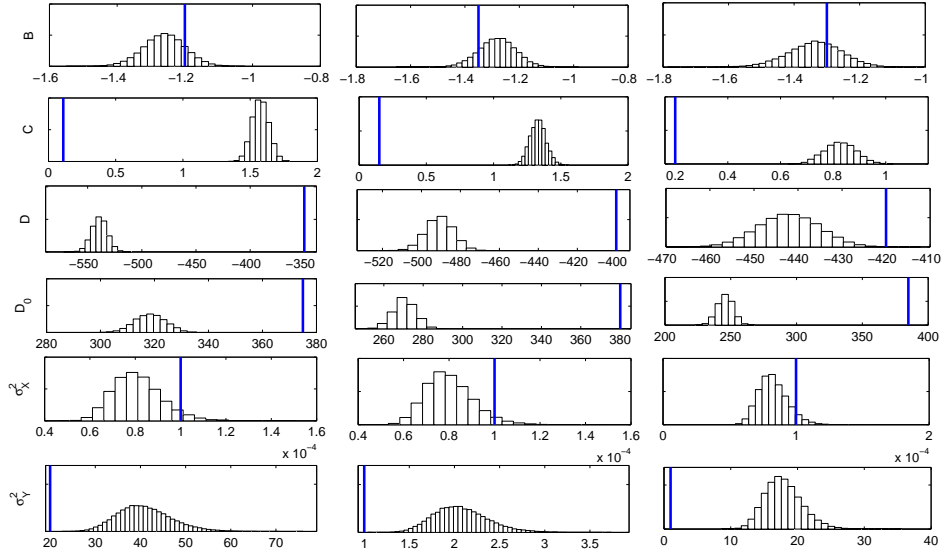 B
−1.6 −1.4 −1.2 −1 −0.8
−1.8 −1.6 −1.4 −1.2 −1 −0.8
−1.8 −1.6 −1.4 −1.2 −1
C
0 0.5 1 1.5 2
0 0.5 1 1.5 2
0.2 0.4 0.6 0.8 1
D
−550 −500 −450 −400 −350
−520 −500 −480 −460 −440 −420 −400
−470 −460 −450 −440 −430 −420 −410
D₀
280 300 320 340 360 380
260 280 300 320 340 360 380
200 250 300 350 400
σ²X
0.4 0.6 0.8 1 1.2 1.4 1.6
x 10⁻⁴
0.4 0.6 0.8 1 1.2 1.4 1.6
x 10⁻⁴
0 1 2
x 10⁻⁴
σ²Y
20 30 40 50 60 70
1 1.5 2 2.5 3 3.5
0 10 20 30 40